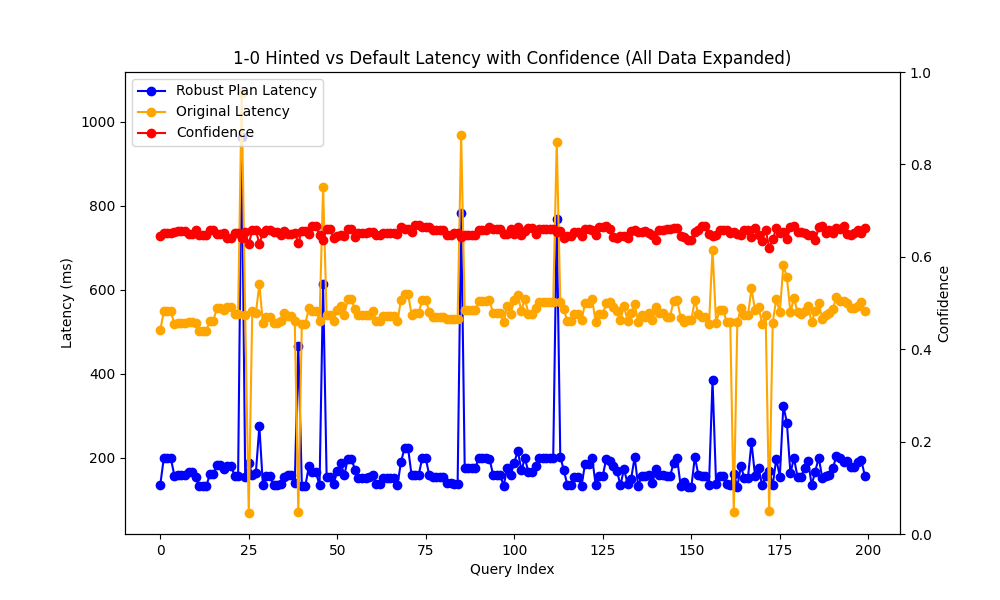 1-0 Hinted vs Default Latency with Confidence (All Data Expanded)
Robust Plan Latency
Original Latency
Confidence
Latency (ms)
1000
800
600
400
200
1.0
0.8
0.6
0.4
0.2
0.0
Confidence
0 25 50 75 100 125 150 175 200
Query Index